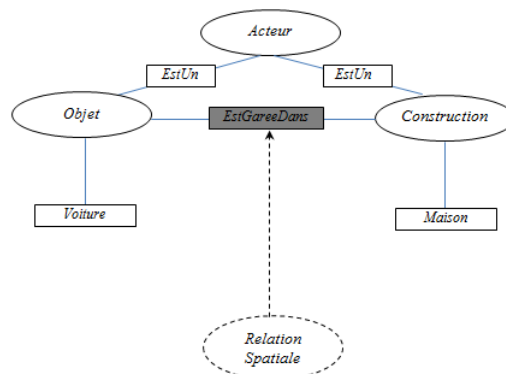 Acteur
EstUn
EstUn
Objet
EstGareeDans
Construction
Voiture
Maison
Relation
Spatiale